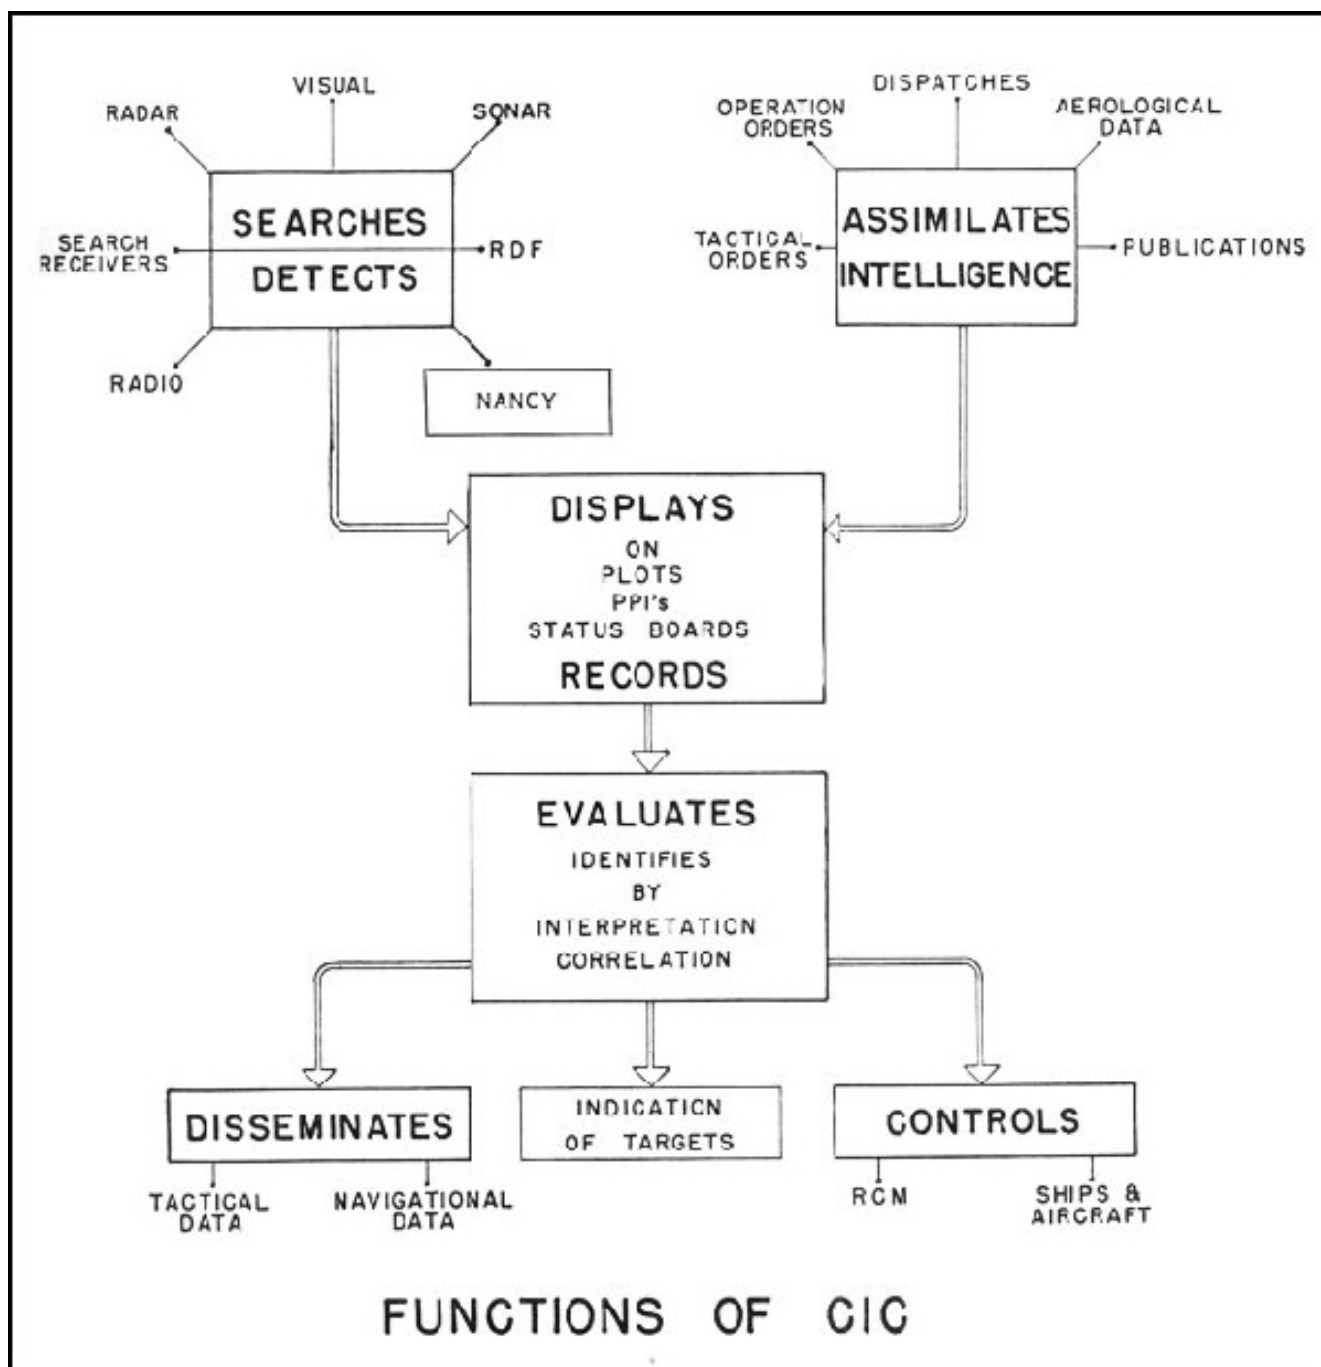 VISUAL
RADAR
SONAR
SEARCHES
DETECTS
SEARCH
RECEIVERS
RDF
RADIO
NANCY
DISPATCHES
OPERATION
ORDERS
AEROLOGICAL
DATA
ASSIMILATES
INTELLIGENCE
TACTICAL
ORDERS
PUBLICATIONS
DISPLAYS
ON
PLOTS
PPI's
STATUS BOARDS
RECORDS
EVALUATES
IDENTIFIES
BY
INTERPRETATION
CORRELATION
DISSEMINATES
TACTICAL
DATA
NAVIGATIONAL
DATA
INDICATION
OF TARGETS
CONTROLS
RCM
SHIPS &
AIRCRAFT
FUNCTIONS OF CIC